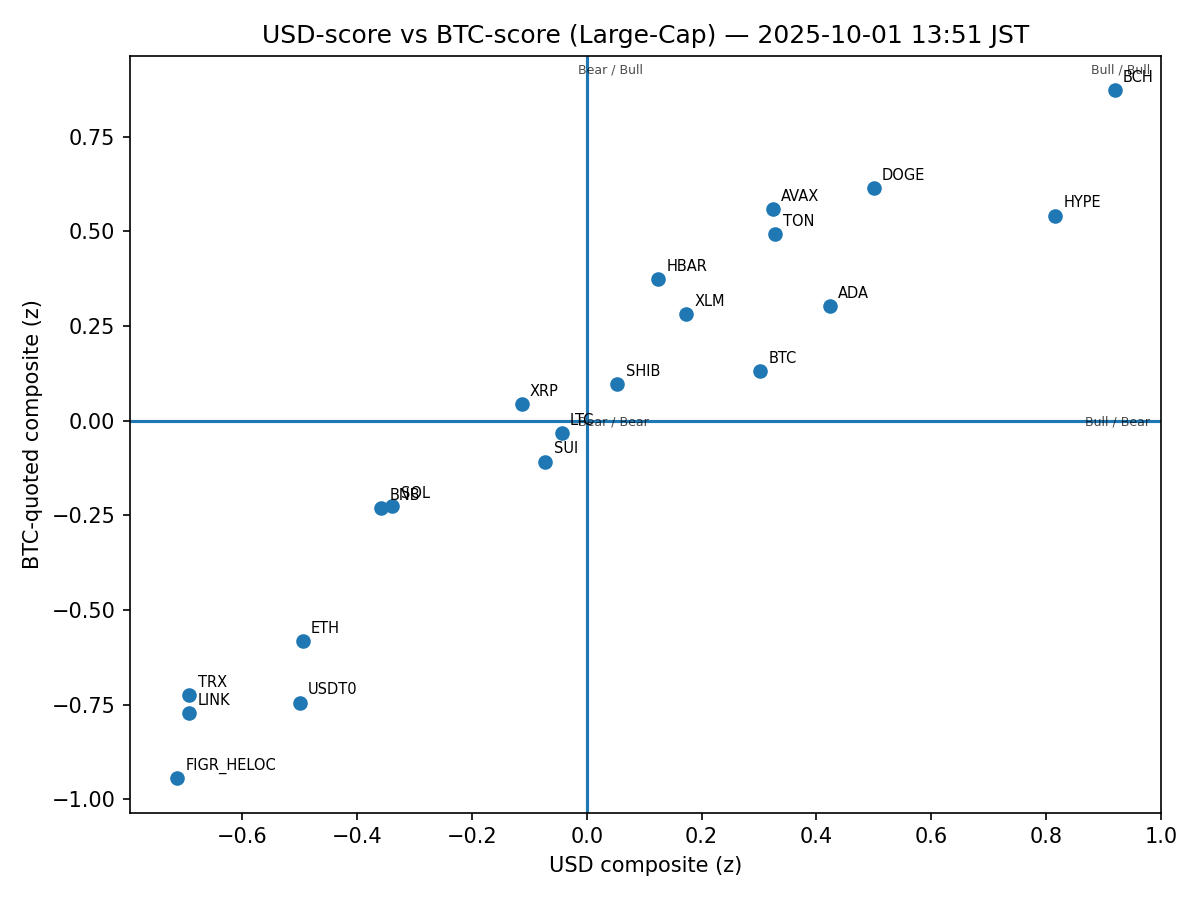 USD-score vs BTC-score (Large-Cap) — 2025-10-01 13:51 JST
Bear / Bull
Bull / Bull
BCH
0.75
DOGE
AVAX
HYPE
TON
0.50
HBAR
XLM
ADA
0.25
BTC
SHIB
XRP
LTC
Bear / Bear
Bull / Bear
0.00
SUI
BNB
SOL
−0.25
−0.50
ETH
TRX
USDT0
LINK
−0.75
FIGR_HELOC
−1.00
BTC-quoted composite (z)
−0.6
−0.4
−0.2
0.0
0.2
0.4
0.6
0.8
1.0
USD composite (z)